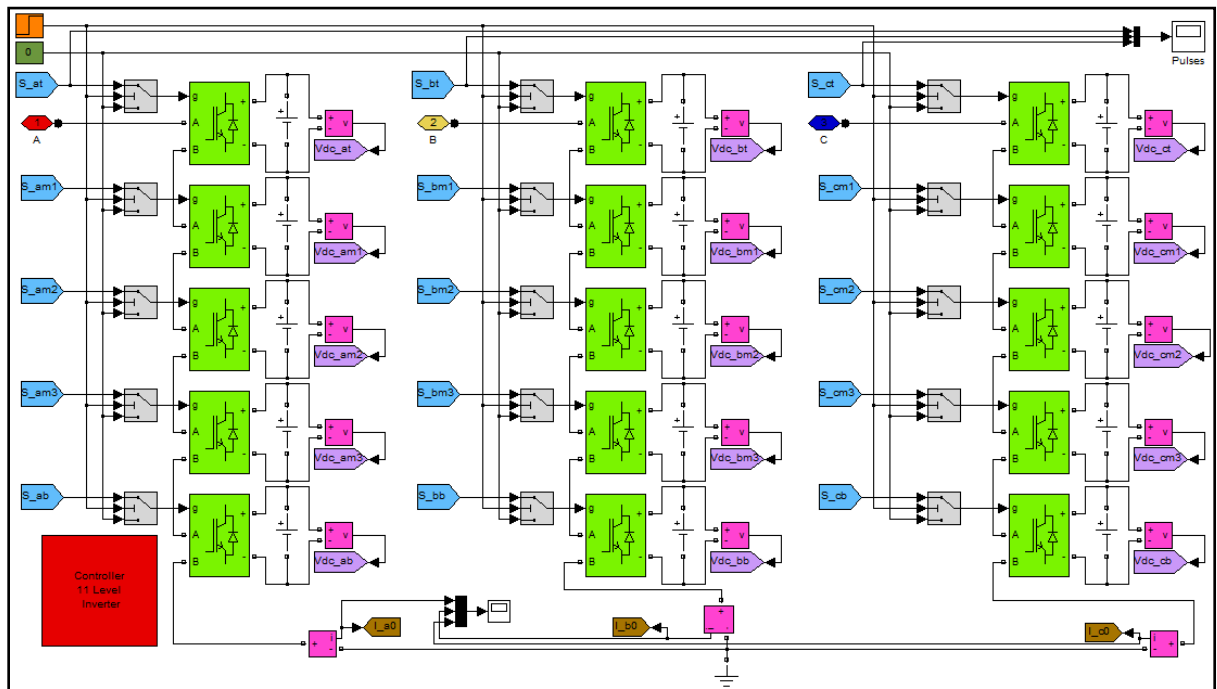 0
Pulses
S_at
S_bt
S_ct
g + A B -
g + A B -
g + A B -
+ - v
+ - v
+ - v
1
2
A
B
C
Vdc_at
Vdc_bt
Vdc_ct
S_am1
S_bm1
S_cm1
g + A B -
g + A B -
g + A B -
+ - v
+ - v
+ - v
Vdc_am1
Vdc_bm1
Vdc_cm1
S_am2
S_bm2
S_cm2
g + A B -
g + A B -
g + A B -
+ - v
+ - v
+ - v
Vdc_am2
Vdc_bm2
Vdc_cm2
S_am3
S_bm3
S_cm3
g + A B -
g + A B -
g + A B -
+ - v
+ - v
+ - v
Vdc_am3
Vdc_bm3
Vdc_cm3
S_ab
S_bb
S_cb
g + A B -
g + A B -
g + A B -
+ - v
+ - v
+ - v
Vdc_ab
Vdc_bb
Vdc_cb
Controller
11 Level
Inverter
I_a0
I_b0
I_c0
+ i -
+ -
i -